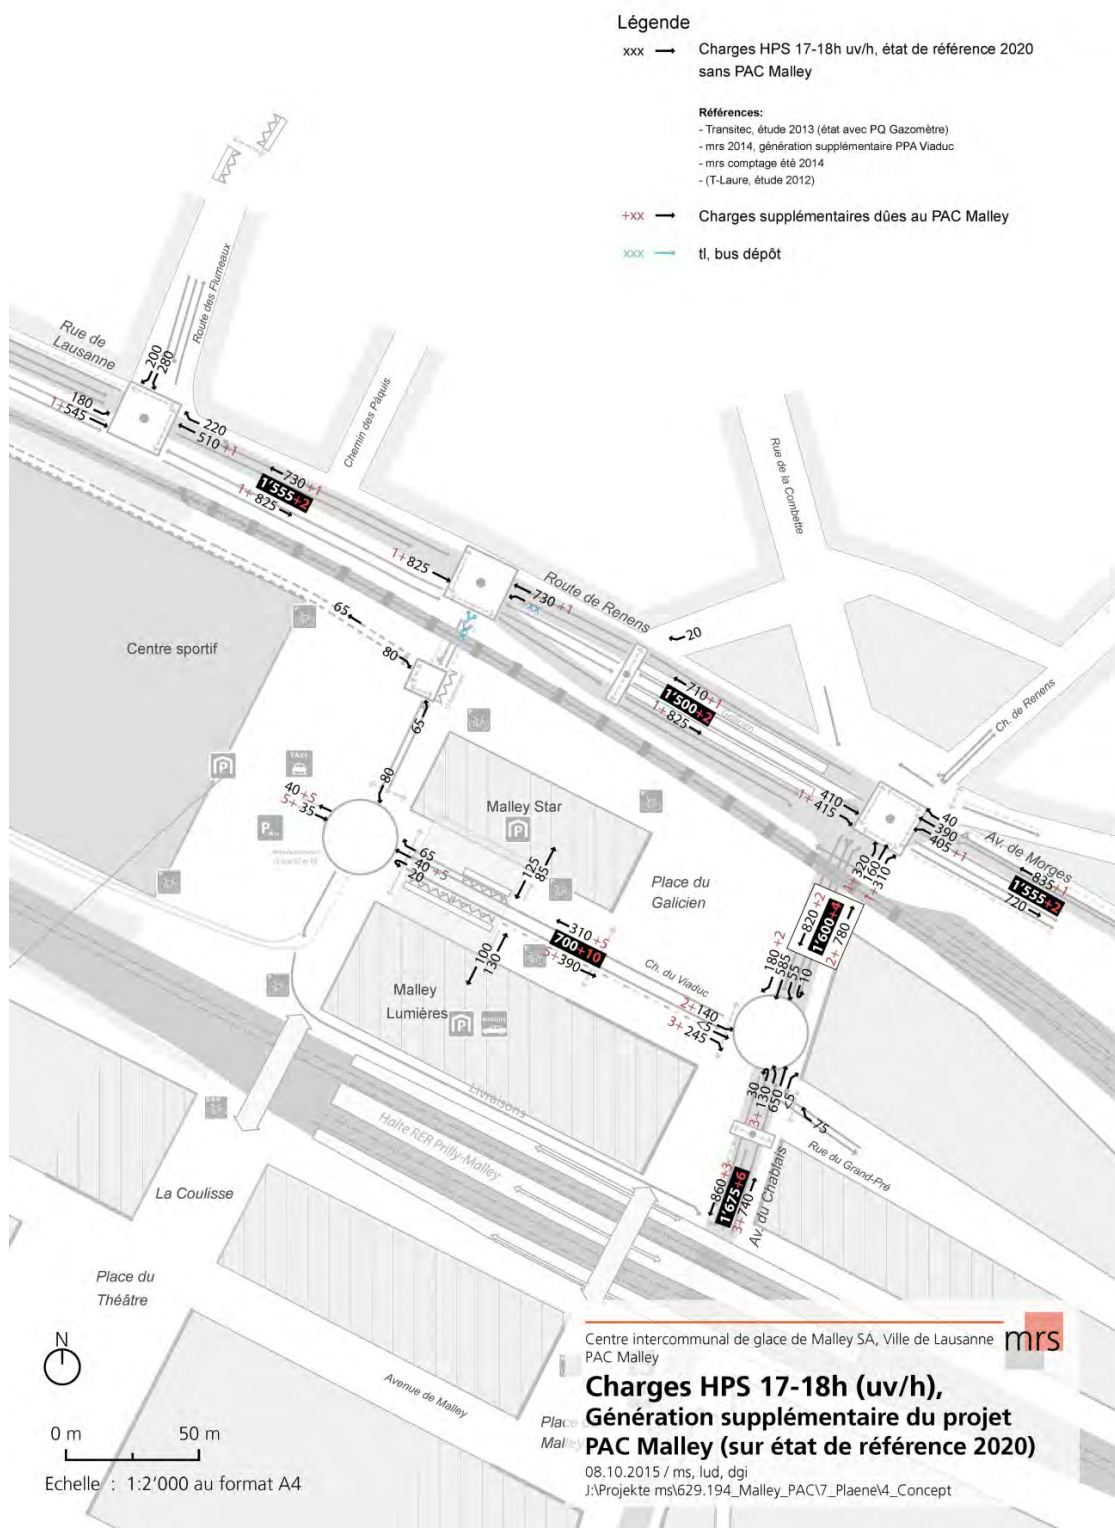 Légende
xxx → Charges HPS 17-18h uv/h, état de référence 2020
sans PAC Malley
Références:
- Transitec, étude 2013 (état avec PQ Gazomètre)
- mrs 2014, génération supplémentaire PPA Viaduc
- mrs comptage été 2014
- (T-Laure, étude 2012)
+xx → Charges supplémentaires dûes au PAC Malley
xxx → tl, bus dépôt
Route des Flumeaux
Rue de
Lausanne
200
280
180
1+545
220
510+1
Chemin des Pâquis
730+1
1'555+2
1+825
1+825
Rue de la Combette
Route de Renens
730+1
xx
20
65
80
Centre sportif
710+1
1'500+2
1+825
Ch. de Renens
65
80
TAXI
40+5
5+35
Malley Star
P
1+410
415
40
390
405+1
Av. de Morges
835+1
1'555+2
720
65
40+5
20
125
85
Place du
Galicien
1+320
160
1+310
820+2
1'600+4
2+780
310+5
700+10
5+390
100
130
Ch. du Viaduc
180+2
585
55
10
Malley
Lumières
P
2+140
<5
3+245
30
3+130
650
<5
75
Rue du Grand-Pré
Livraisons
Halte RER Prilly-Malley
860+3
1'675+6
3+740
Av. du Chablais
La Coulisse
Place du
Théâtre
Avenue de Malley
N
0 m 50 m
Echelle : 1:2'000 au format A4
Centre intercommunal de glace de Malley SA, Ville de Lausanne
PAC Malley
mrs
Charges HPS 17-18h (uv/h),
Génération supplémentaire du projet
PAC Malley (sur état de référence 2020)
08.10.2015 / ms, lud, dgi
J:\Projekte ms\629.194_Malley_PAC\7_Plaene\4_Concept